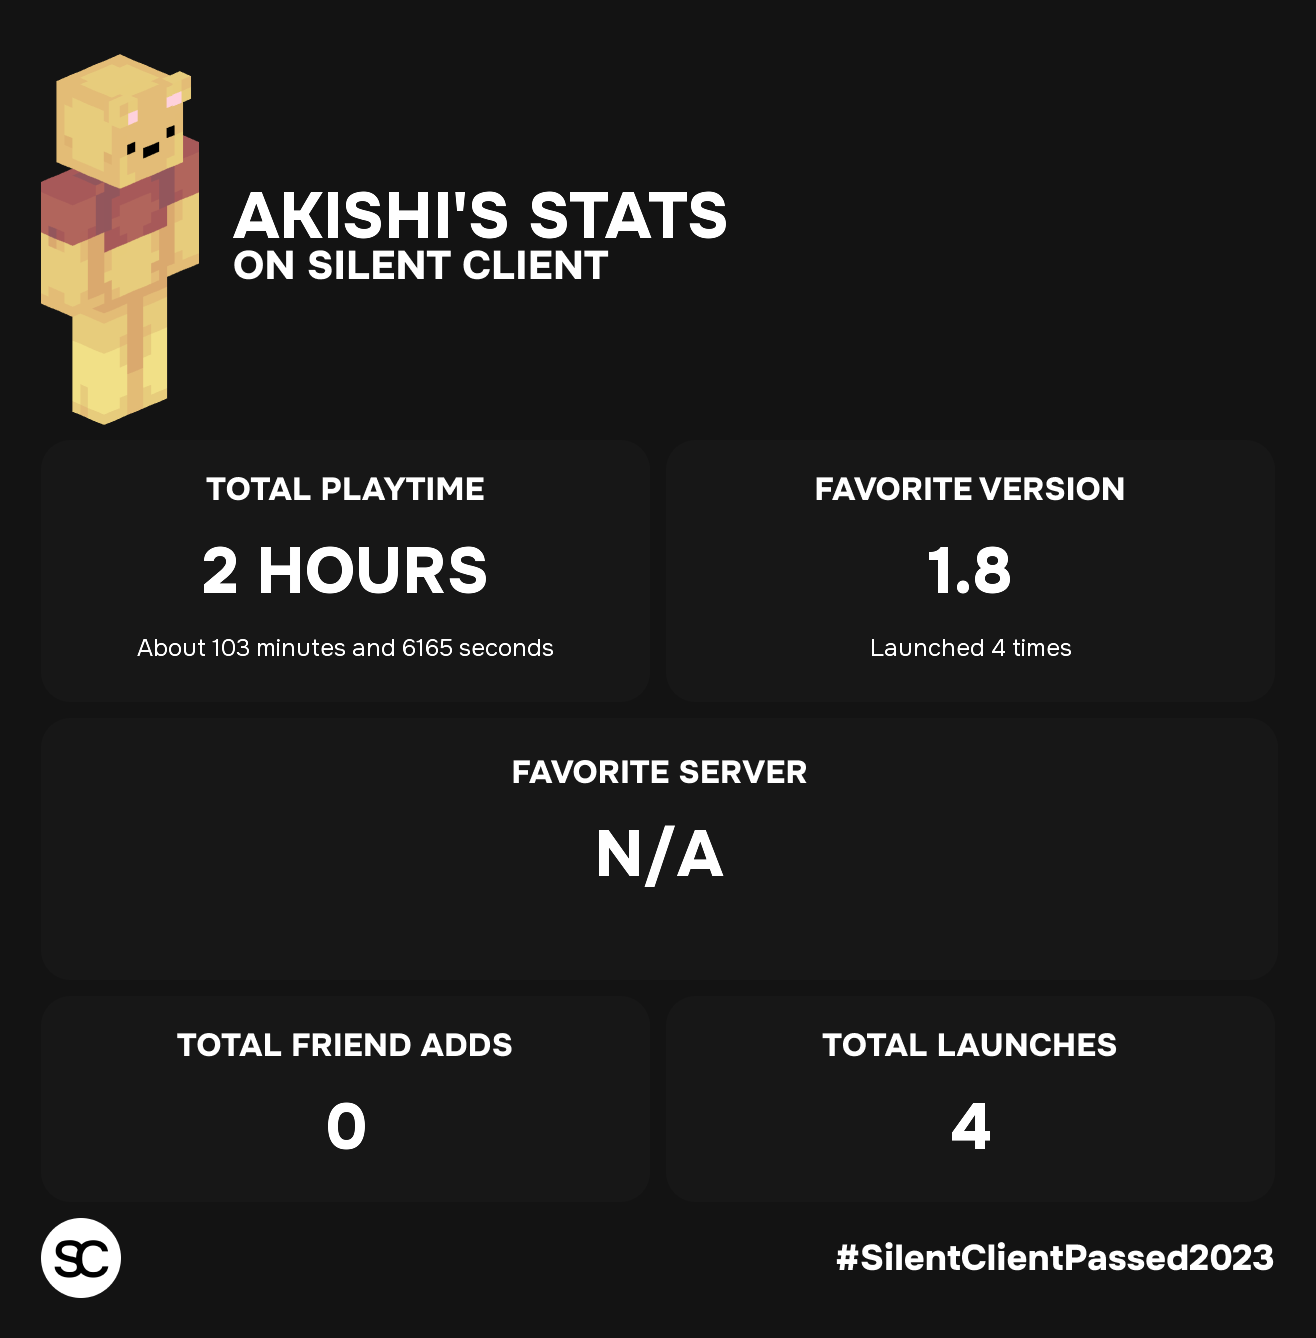 AKISHI'S STATS
ON SILENT CLIENT
TOTAL PLAYTIME
2 HOURS
About 103 minutes and 6165 seconds
FAVORITE VERSION
1.8
Launched 4 times
FAVORITE SERVER
N/A
TOTAL FRIEND ADDS
0
TOTAL LAUNCHES
4
SC
#SilentClientPassed2023